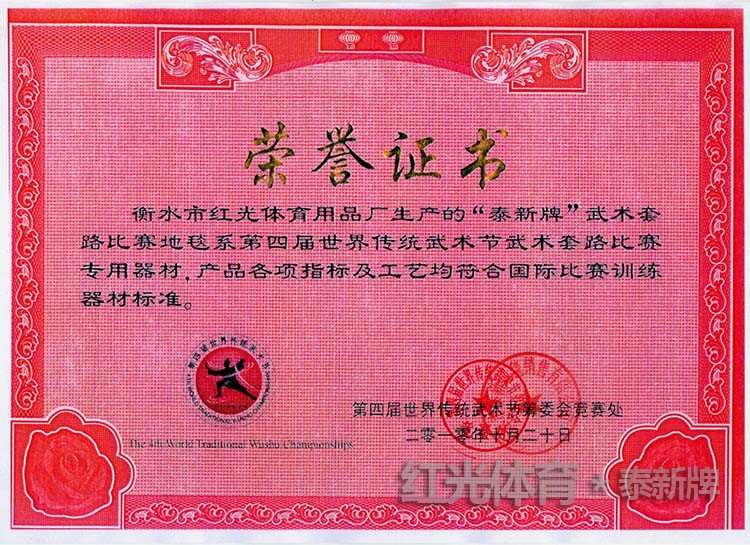 荣誉证书
衡水市红光体育用品厂生产的“泰新牌”武术套
路比赛地毯系第四届世界传统武术节武术套路比赛
专用器材，产品各项指标及工艺均符合国际比赛训练
器材标准。
第四届世界传统武术节筹委会竞赛处
二零一零年十月二十日
The 4th World Traditional Wushu Championships
红光体育★泰新牌